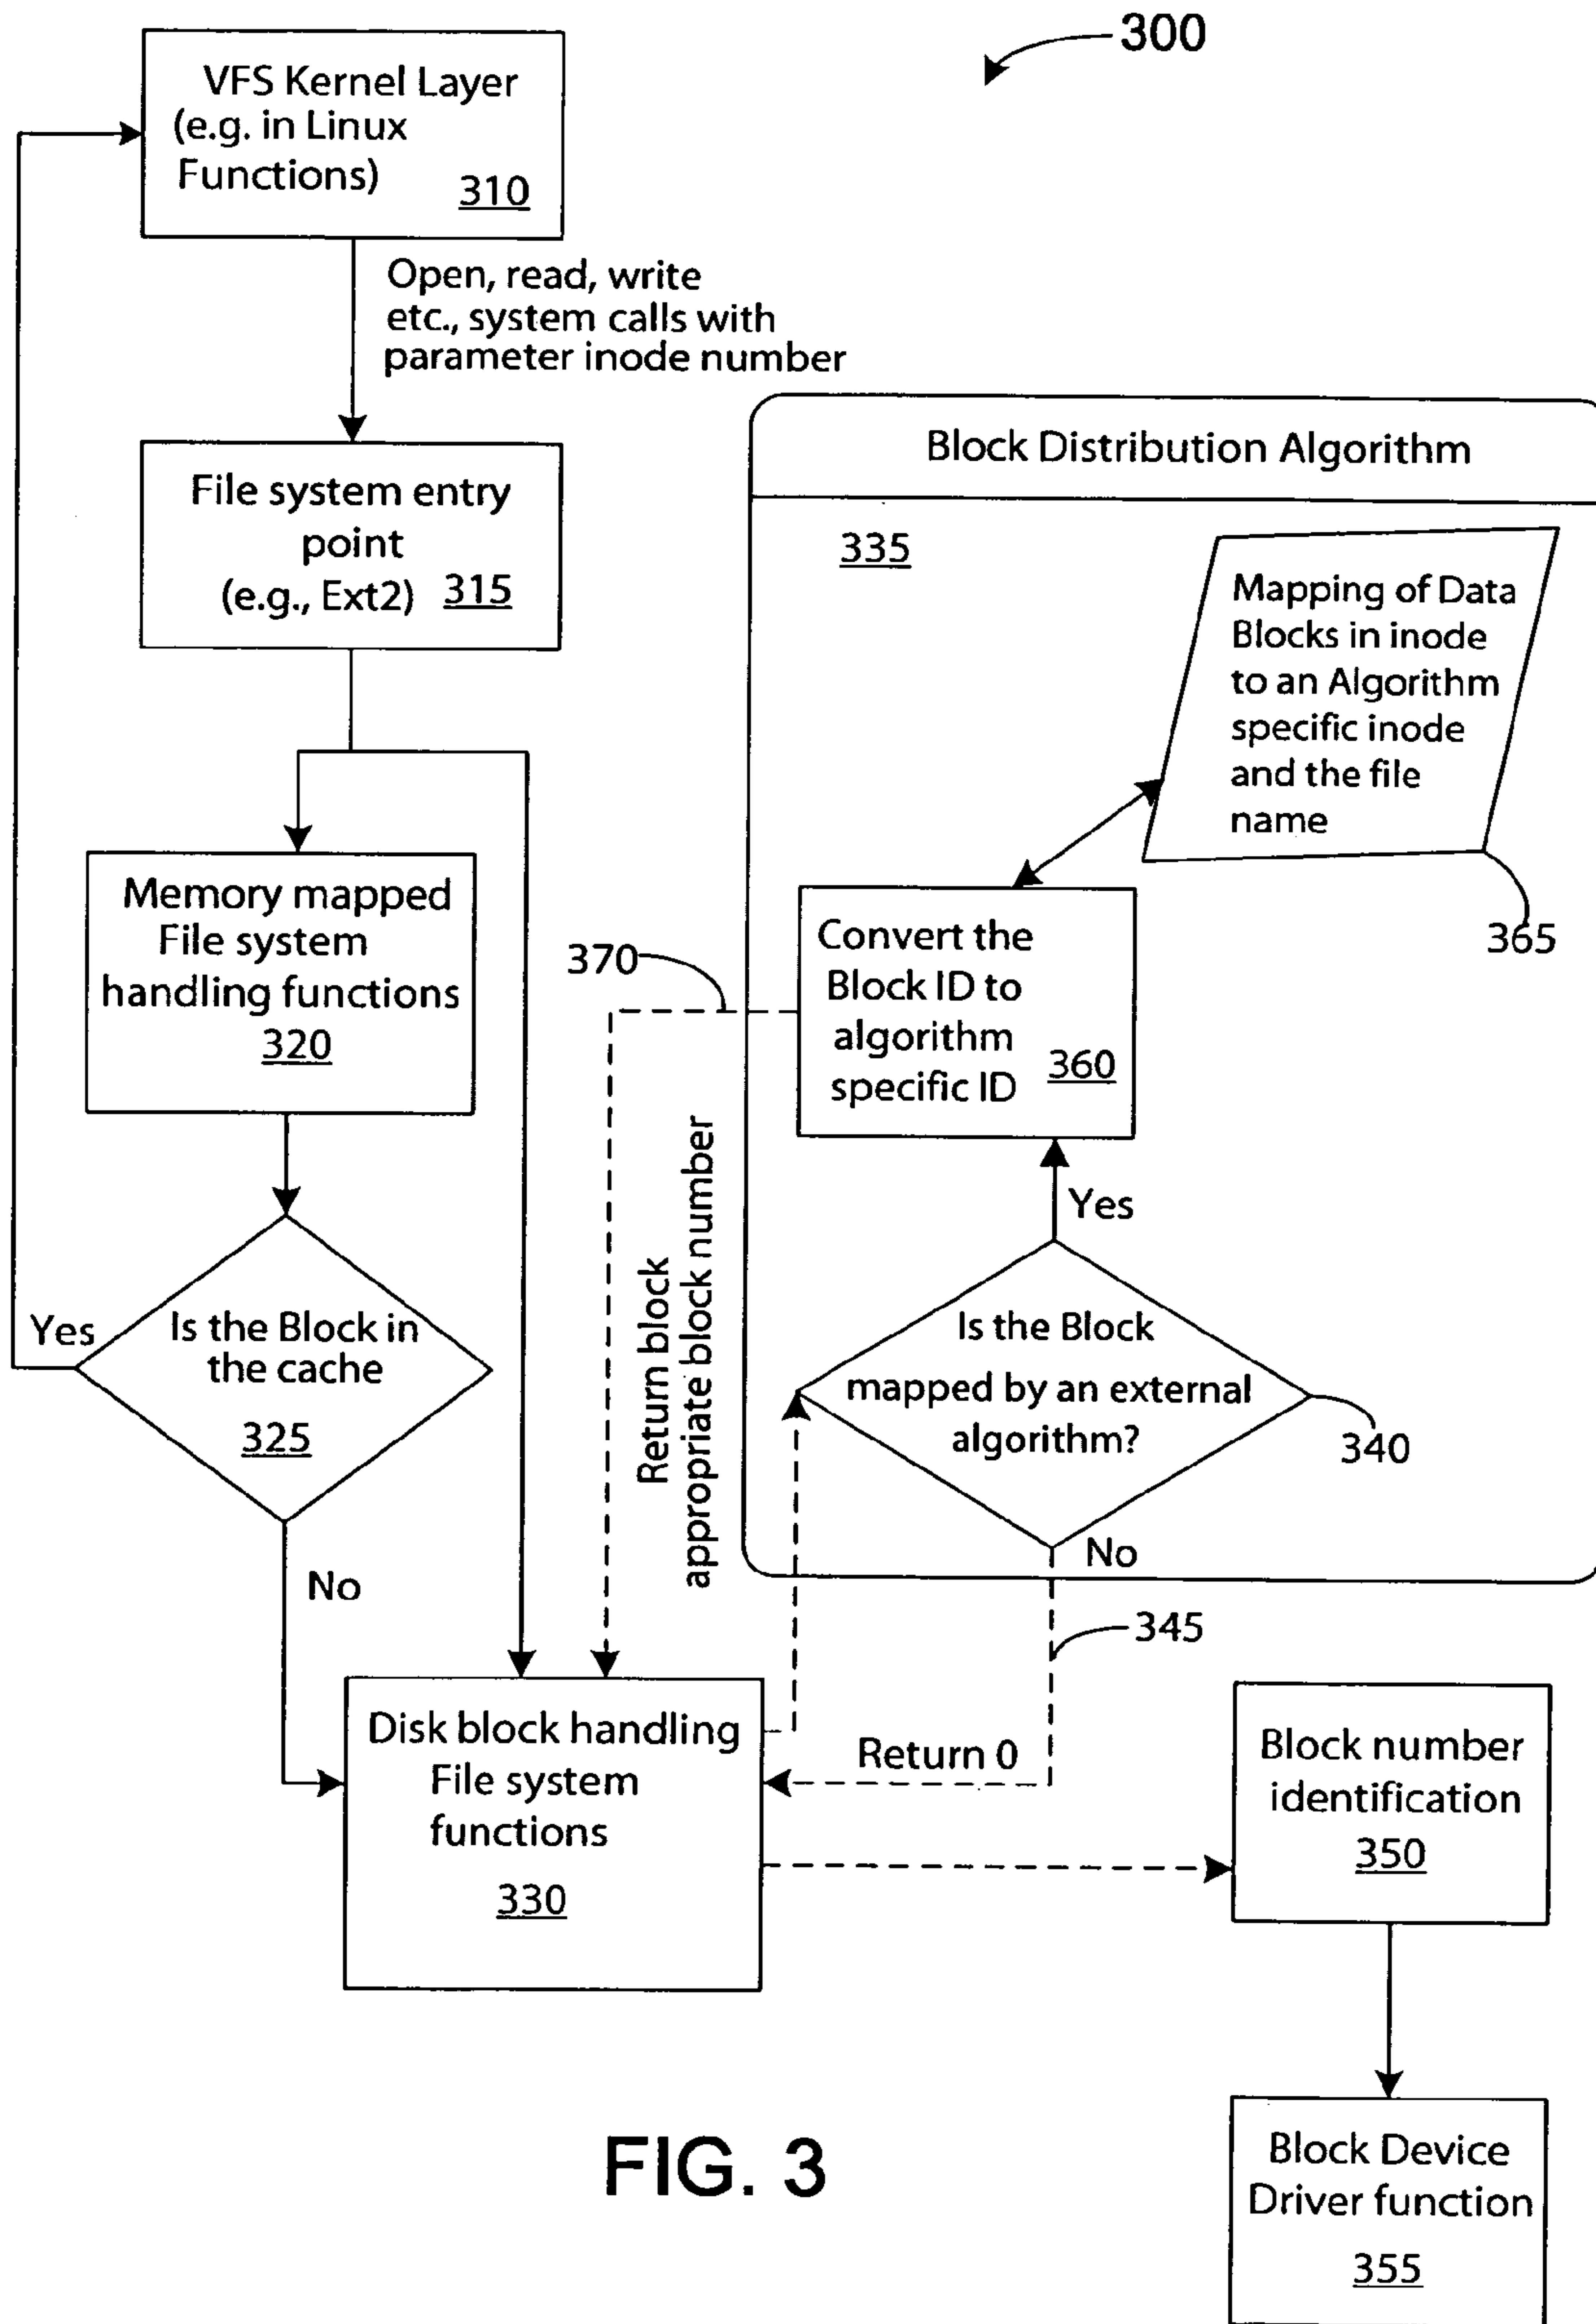 300
VFS Kernel Layer
(e.g. in Linux
Functions)
310
Open, read, write
etc., system calls with
parameter inode number
File system entry
point
(e.g., Ext2) 315
Block Distribution Algorithm
335
Mapping of Data
Blocks in inode
to an Algorithm
specific inode
and the file
name
365
Memory mapped
File system
handling functions
320
370
Convert the
Block ID to
algorithm
specific ID
360
Return block
appropriate block number
Yes
Is the Block
mapped by an external
algorithm?
340
No
Yes
Is the Block in
the cache
325
No
345
Return 0
Disk block handling
File system
functions
330
Block number
identification
350
Block Device
Driver function
355
FIG. 3